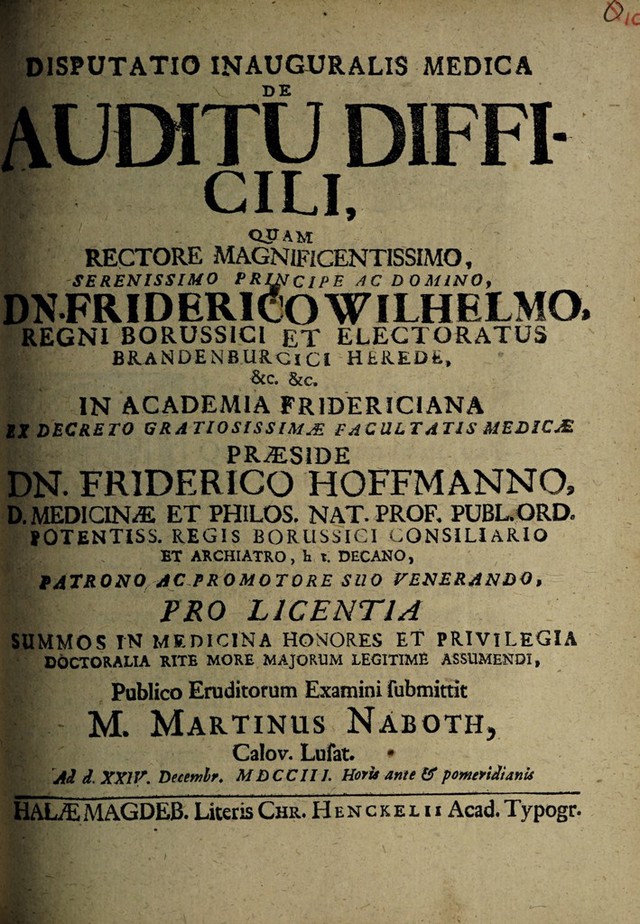 DISPUTATIO INAUGURALIS MEDICA
DE
AUDITU DIFFI-
CILI,
QUAM
RECTORE MAGNIFICENTISSIMO,
SERENISSIMO PRINCIPE AC DOMINO,
DN. FRIDERICO WILHELMO,
REGNI BORUSSICI ET ELECTORATUS
BRANDENBURGICI HEREDE,
&c. &c.
IN ACADEMIA FRIDERICIANA
EX DECRETO GRATIOSISSIMÆ FACULTATIS MEDICÆ
PRÆSIDE
DN. FRIDERICO HOFFMANNO,
D. MEDICINÆ ET PHILOS. NAT. PROF. PUBL. ORD.
POTENTISS. REGIS BORUSSICI CONSILIARIO
ET ARCHIATRO, h t. DECANO,
PATRONO AC PROMOTORE SUO VENERANDO,
PRO LICENTIA
SUMMOS IN MEDICINA HONORES ET PRIVILEGIA
DOCTORALIA RITE MORE MAJORUM LEGITIME ASSUMENDI,
Publico Eruditorum Examini ſubmittit
M. MARTINUS NABOTH,
Calov. Luſat.
Ad d. XXIV. Decembr. MDCCIII. Horis ante & pomeridianis
HALÆ MAGDEB. Literis CHR. HENCKELII Acad. Typogr.